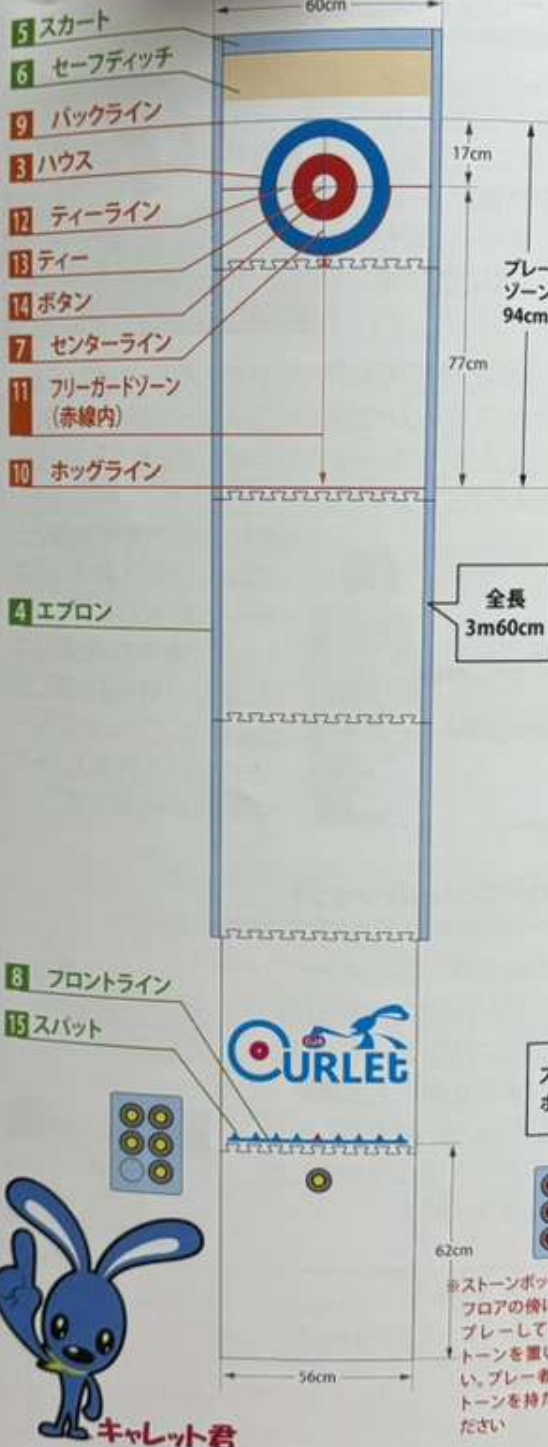 60cm
5 スカート
6 セーフディッチ
9 バックライン
17cm
3 ハウス
12 ティーライン
13 ティー
プレー
ゾーン
94cm
14 ボタン
7 センターライン
77cm
11 フリーガードゾーン
(赤線内)
10 ホッグライン
全長
3m60cm
4 エプロン
8 フロントライン
15 スパット
CURLET
62cm
56cm
※ストーンボッ
フロアの傍に
プレーして
トーンを置い
い。プレー者
トーンを持た
ださい
キャレット君